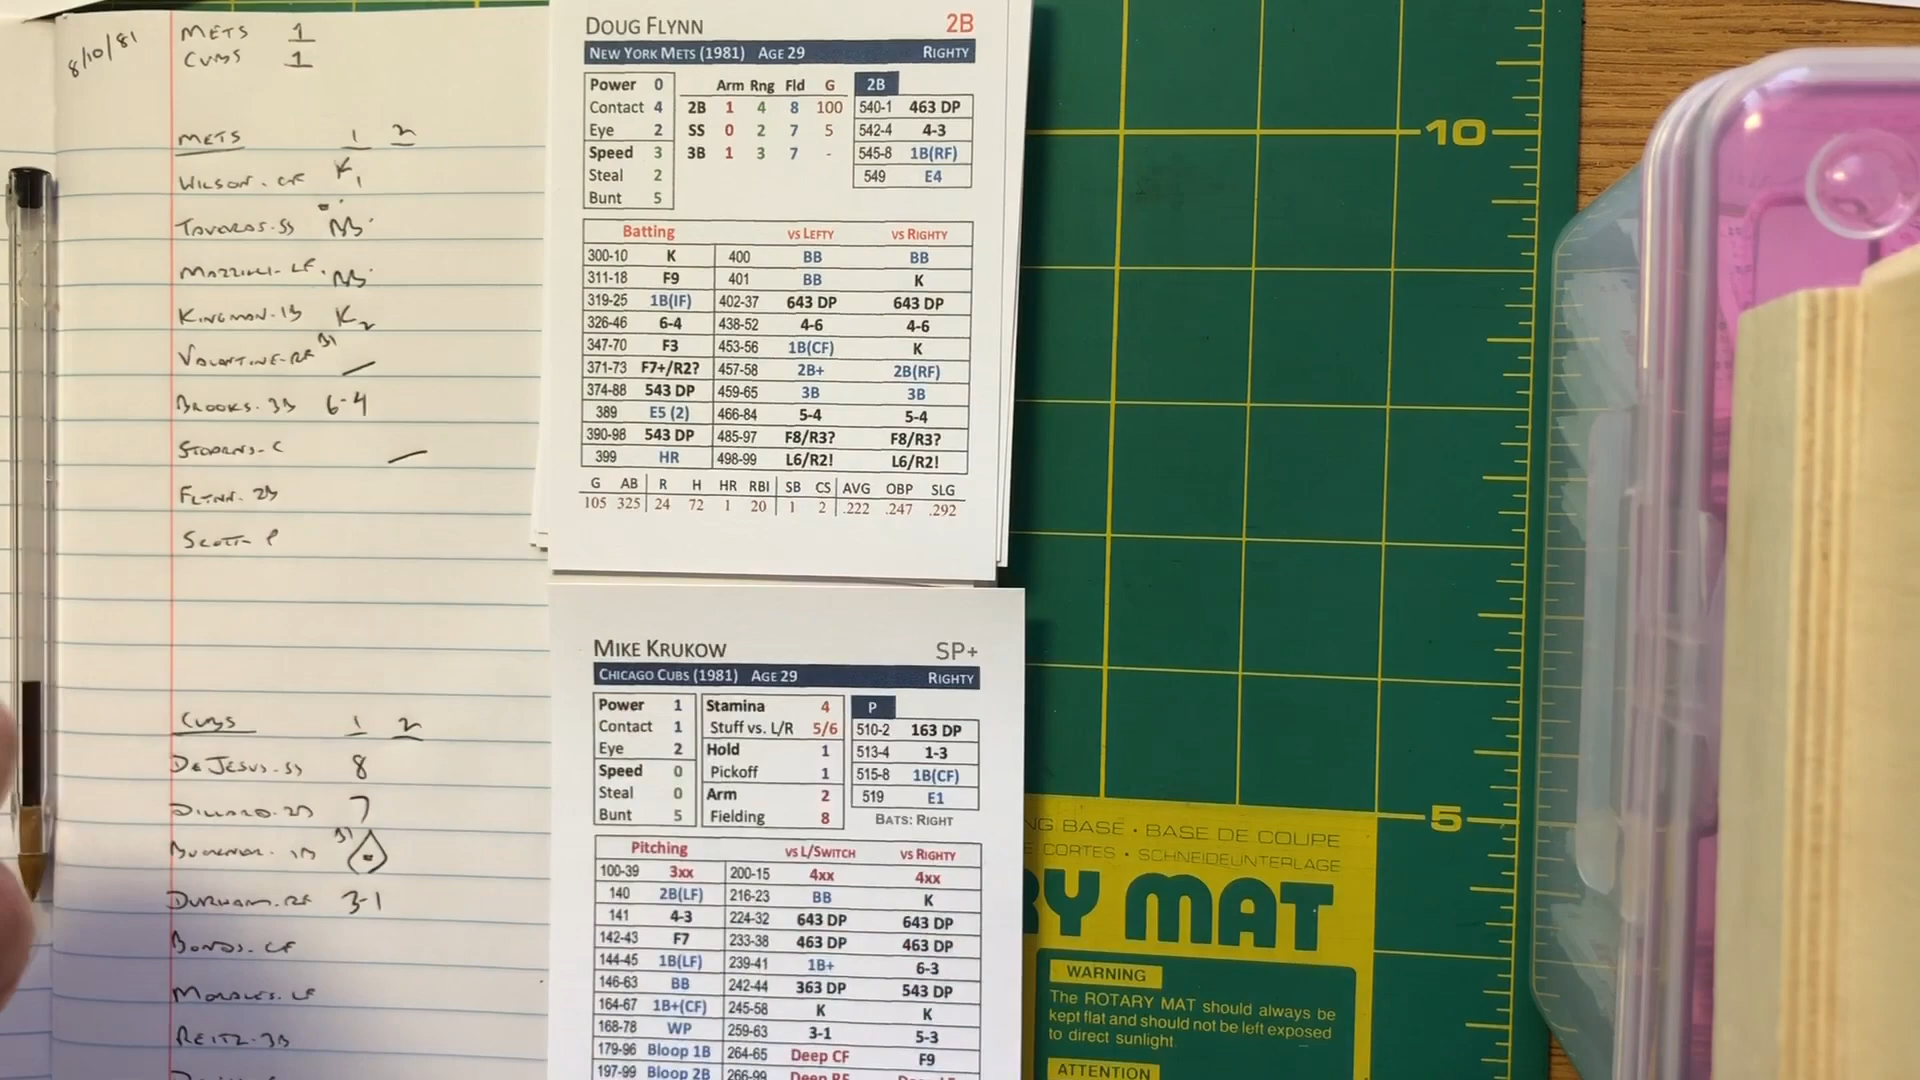 8/10/81
METS 1
CUBS 1
METS 1 2
WILSON. CF K1
TAVERAS. SS
MAZZILLI. LF
KINGMAN. 1B K2
VALENTINE. RF
BROOKS. 3B 6-4
STEARNS. C
FLYNN. 2B
SCOTT. P
CUBS 1 2
DEJESUS. SS 8
DILLARD. 2B 7
BUCKNER. 1B
DURHAM. RF 3-1
BONDS. CF
MORALES. LF
REITZ. 3B
DOUG FLYNN 2B
NEW YORK METS (1981) AGE 29 RIGHTY
Power 0
Contact 4
Eye 2
Speed 3
Steal 2
Bunt 5
Arm Rng Fld G
2B 1 4 8 100
SS 0 2 7 5
3B 1 3 7 -
2B
540-1 463 DP
542-4 4-3
545-8 1B(RF)
549 E4
Batting VS LEFTY VS RIGHTY
300-10 K 400 BB BB
311-18 F9 401 BB K
319-25 1B(IF) 402-37 643 DP 643 DP
326-46 6-4 438-52 4-6 4-6
347-70 F3 453-56 1B(CF) K
371-73 F7+/R2? 457-58 2B+ 2B(RF)
374-88 543 DP 459-65 3B 3B
389 E5 (2) 466-84 5-4 5-4
390-98 543 DP 485-97 F8/R3? F8/R3?
399 HR 498-99 L6/R2! L6/R2!
G AB R H HR RBI SB CS AVG OBP SLG
105 325 24 72 1 20 1 2 .222 .247 .292
MIKE KRUKOW SP+
CHICAGO CUBS (1981) AGE 29 RIGHTY
Power 1
Contact 1
Eye 2
Speed 0
Steal 0
Bunt 5
Stamina 4
Stuff vs. L/R 5/6
Hold 1
Pickoff 1
Arm 2
Fielding 8
P
510-2 163 DP
513-4 1-3
515-8 1B(CF)
519 E1
BATS: RIGHT
Pitching VS L/SWITCH VS RIGHTY
100-39 3xx 200-15 4xx 4xx
140 2B(LF) 216-23 BB K
141 4-3 224-32 643 DP 643 DP
142-43 F7 233-38 463 DP 463 DP
144-45 1B(LF) 239-41 1B+ 6-3
146-63 BB 242-44 363 DP 543 DP
164-67 1B+(CF) 245-58 K K
168-78 WP 259-63 3-1 5-3
179-96 Bloop 1B 264-65 Deep CF F9
197-99 Bloop 2B 266-99 Deep RF
10
5
NG BASE • BASE DE COUPE
CORTES • SCHNEIDEUNTERLAGE
RY MAT
WARNING
The ROTARY MAT should always be
kept flat and should not be left exposed
to direct sunlight.
ATTENTION